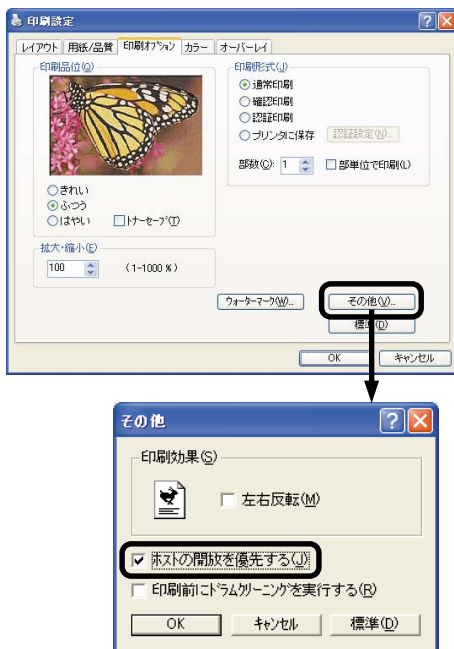 印刷設定
レイアウト 用紙/品質 印刷オプション カラー オーバーレイ
印刷品位(Q)
きれい
ふつう
はやい トナーセーブ(T)
拡大・縮小(E)
100 (1-1000 %)
印刷形式(J)
通常印刷
確認印刷
認証印刷
プリンタに保存 認証設定(N)...
部数(C): 1 部単位で印刷(L)
ウォーターマーク(W)... その他(V)...
標準(D)
OK キャンセル
その他
印刷効果(S)
左右反転(M)
ホストの開放を優先する(J)
印刷前にドラムクリーニングを実行する(R)
OK キャンセル 標準(D)